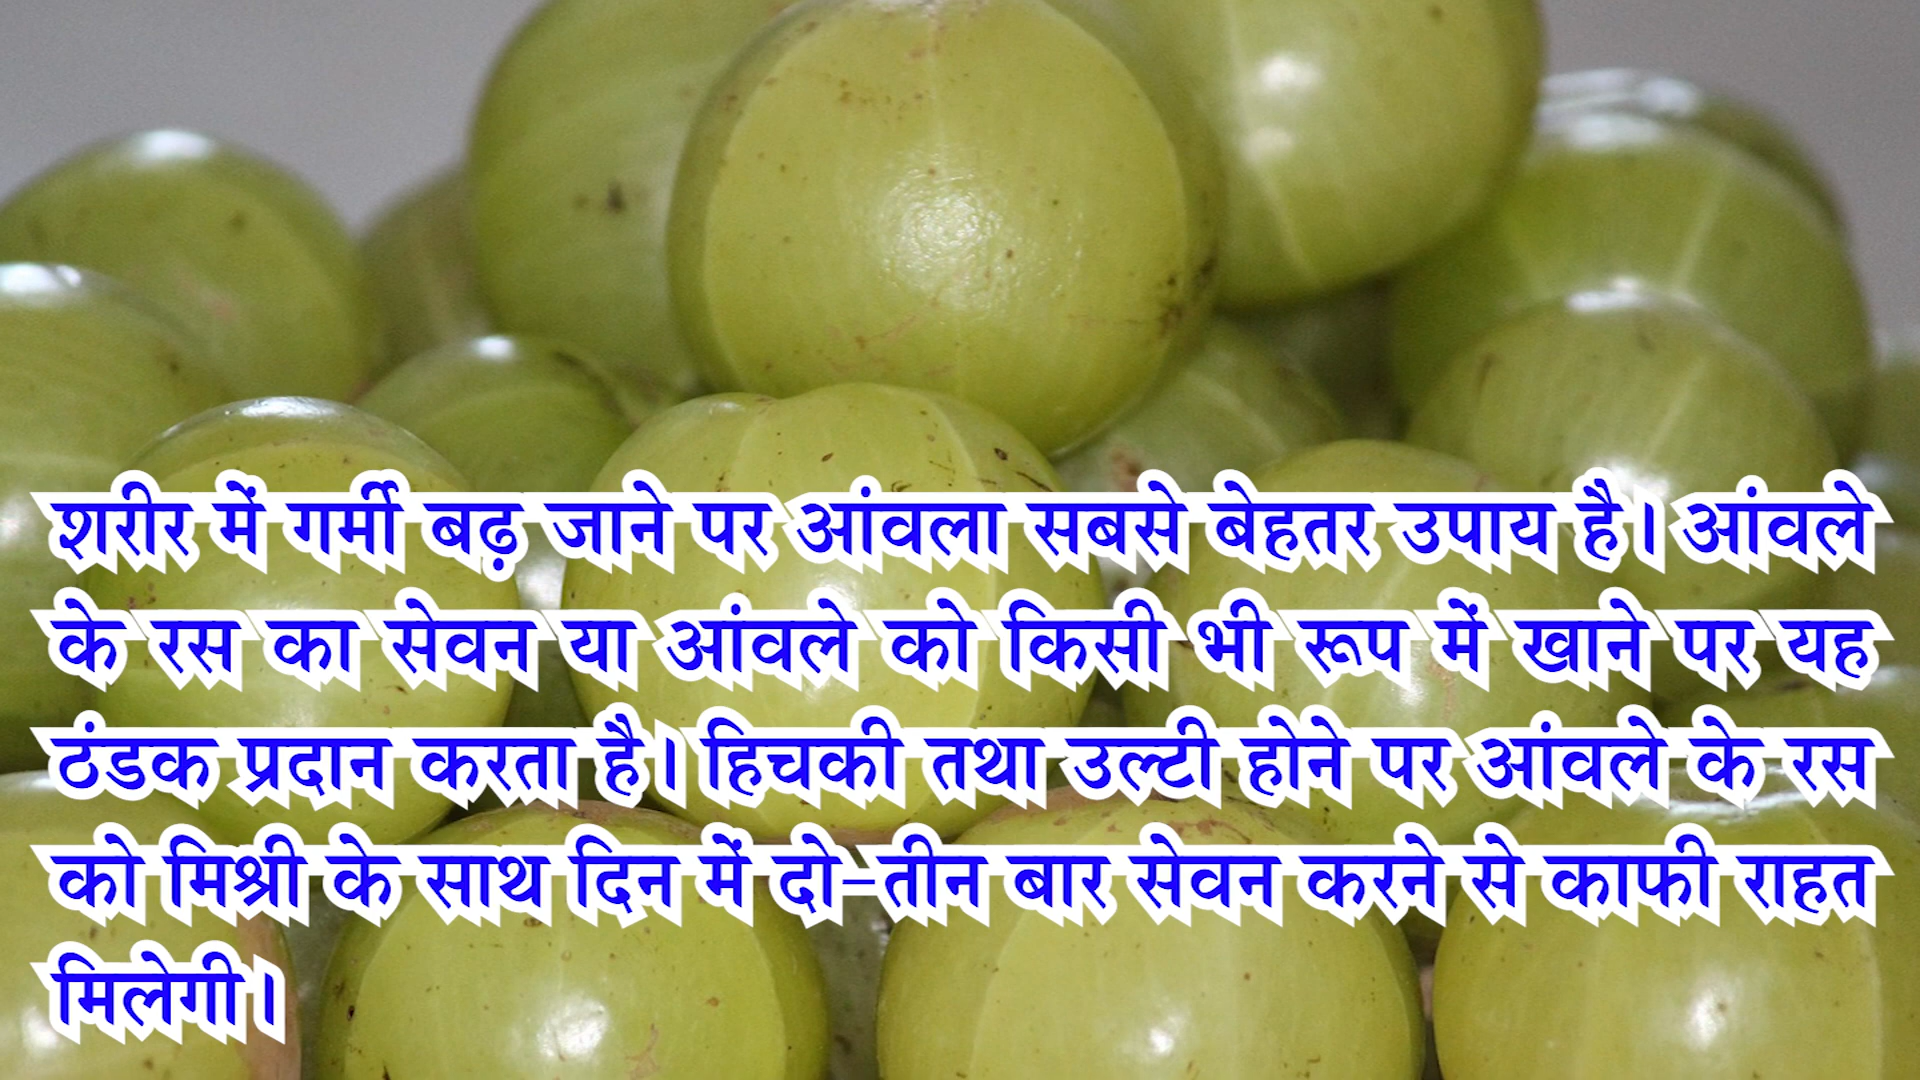 शरीर में गर्मी बढ़ जाने पर आंवला सबसे बेहतर उपाय है। आंवले
के रस का सेवन या आंवले को किसी भी रूप में खाने पर यह
ठंडक प्रदान करता है। हिचकी तथा उल्टी होने पर आंवले के रस
को मिश्री के साथ दिन में दो-तीन बार सेवन करने से काफी राहत
मिलेगी।